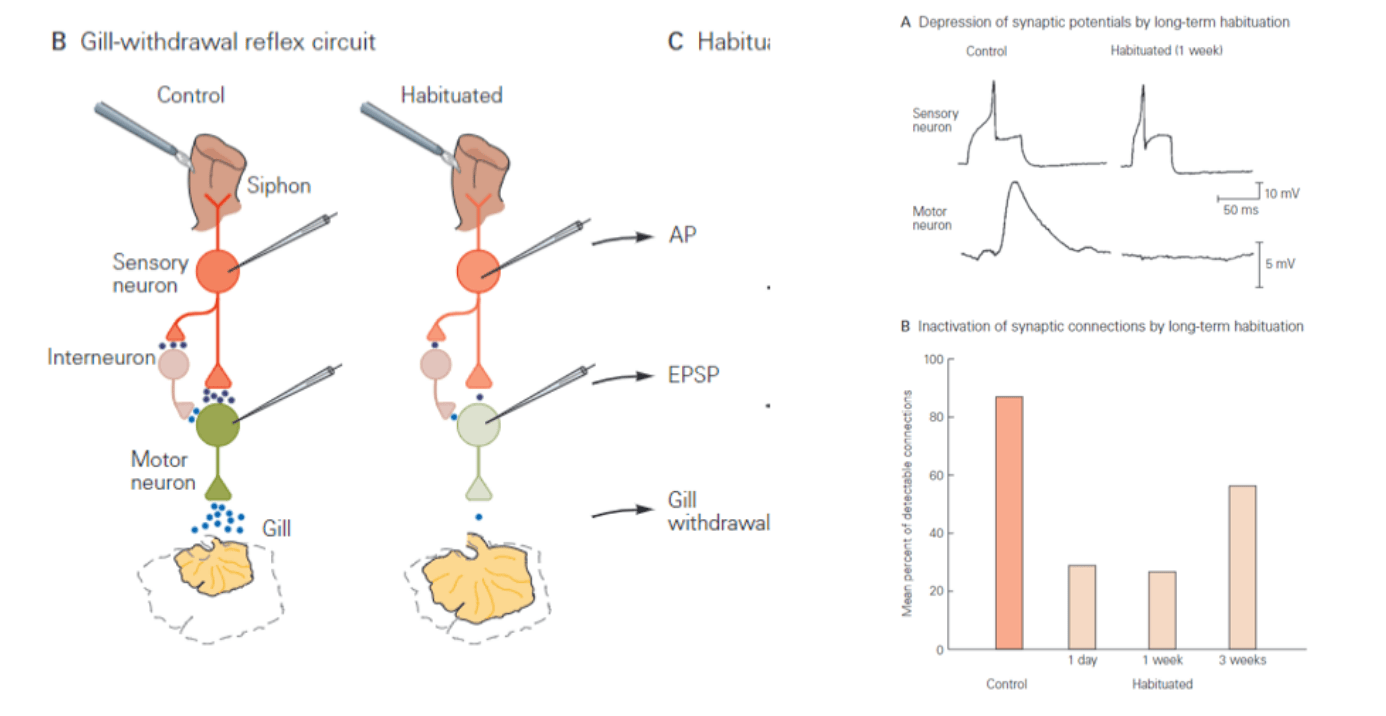 B Gill-withdrawal reflex circuit
C Habitu
Control
Habituated
Siphon
Sensory
neuron
Interneuron
Motor
neuron
Gill
AP
EPSP
Gill
withdrawal
A Depression of synaptic potentials by long-term habituation
Control
Habituated (1 week)
Sensory
neuron
10 mV
50 ms
Motor
neuron
5 mV
B Inactivation of synaptic connections by long-term habituation
Mean percent of detectable connections
100
80
60
40
20
0
1 day
1 week
3 weeks
Control
Habituated